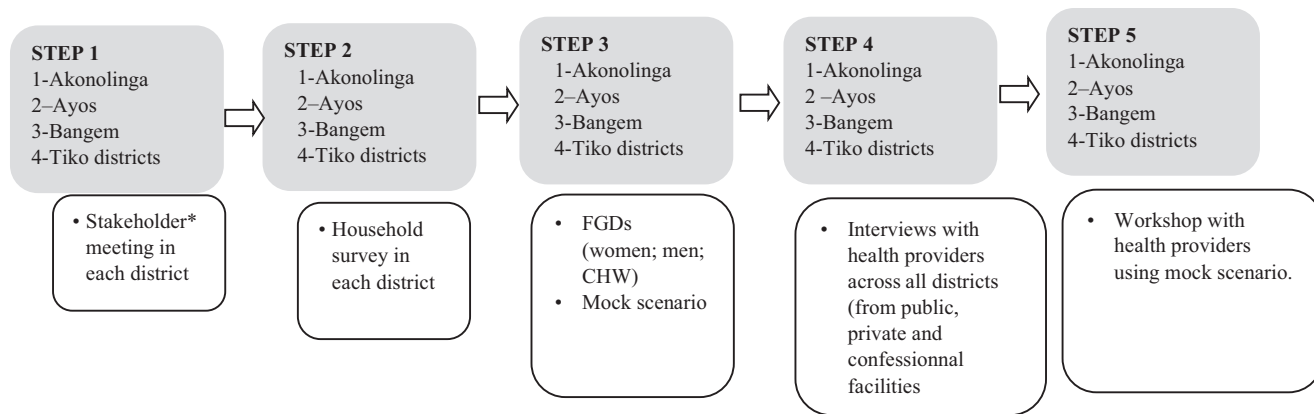 STEP 1
1-Akonolinga
2–Ayos
3-Bangem
4-Tiko districts
• Stakeholder*
meeting in
each district
STEP 2
1-Akonolinga
2–Ayos
3-Bangem
4-Tiko districts
• Household
survey in
each district
STEP 3
1-Akonolinga
2–Ayos
3-Bangem
4-Tiko districts
• FGDs
(women; men;
CHW)
• Mock scenario
STEP 4
1-Akonolinga
2 –Ayos
3-Bangem
4-Tiko districts
• Interviews with
health providers
across all districts
(from public,
private and
confessionnal
facilities
STEP 5
1-Akonolinga
2–Ayos
3-Bangem
4-Tiko districts
• Workshop with
health providers
using mock scenario.